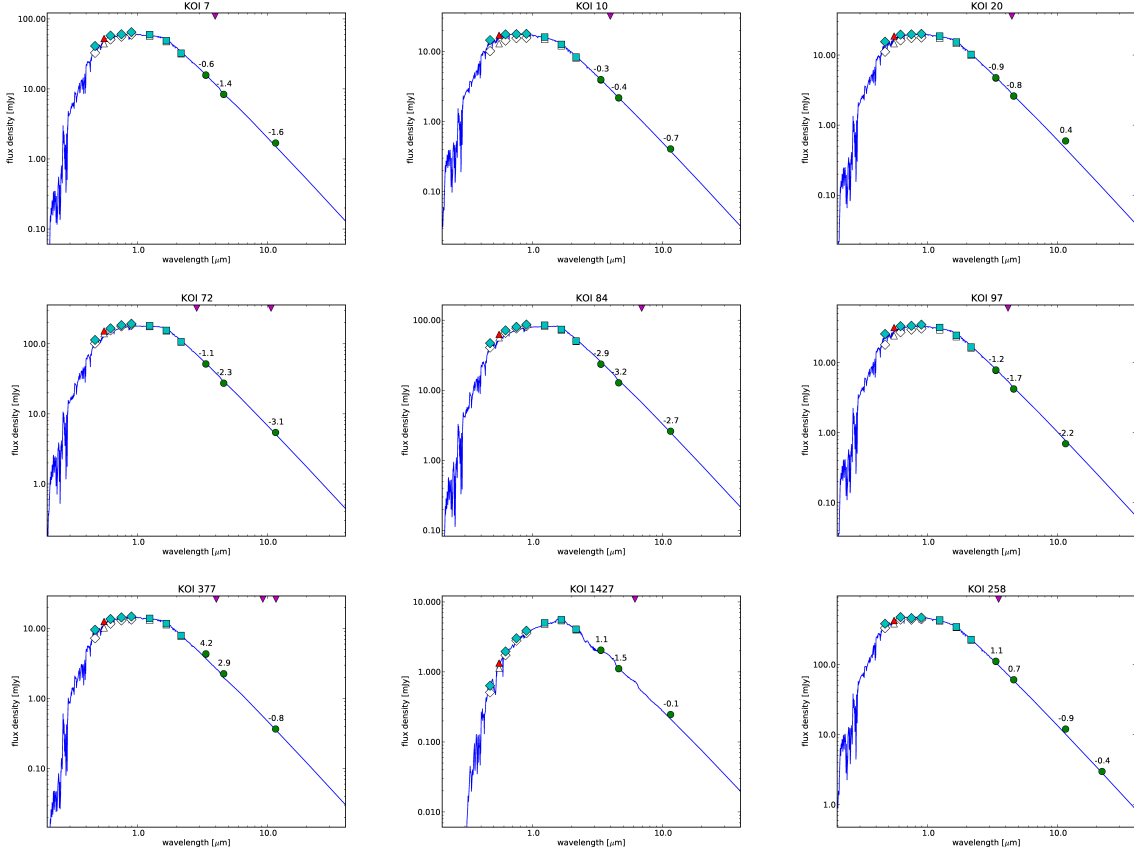 KOI 7
100.00
10.00
1.00
0.10
flux density [mJy]
-0.6
-1.4
-1.6
1.0
10.0
wavelength [μm]
KOI 10
10.00
1.00
0.10
flux density [mJy]
-0.3
-0.4
-0.7
1.0
10.0
wavelength [μm]
KOI 20
10.00
1.00
0.10
flux density [mJy]
-0.9
-0.8
0.4
1.0
10.0
wavelength [μm]
KOI 72
100.0
10.0
1.0
flux density [mJy]
-1.1
-2.3
-3.1
1.0
10.0
wavelength [μm]
KOI 84
100.00
10.00
1.00
0.10
flux density [mJy]
-2.9
-3.2
-2.7
1.0
10.0
wavelength [μm]
KOI 97
10.00
1.00
0.10
flux density [mJy]
-1.2
-1.7
-2.2
1.0
10.0
wavelength [μm]
KOI 377
10.00
1.00
0.10
flux density [mJy]
4.2
2.9
-0.8
1.0
10.0
wavelength [μm]
KOI 1427
10.000
1.000
0.100
0.010
flux density [mJy]
1.1
1.5
-0.1
1.0
10.0
wavelength [μm]
KOI 258
100.0
10.0
1.0
flux density [mJy]
1.1
0.7
-0.9
-0.4
1.0
10.0
wavelength [μm]